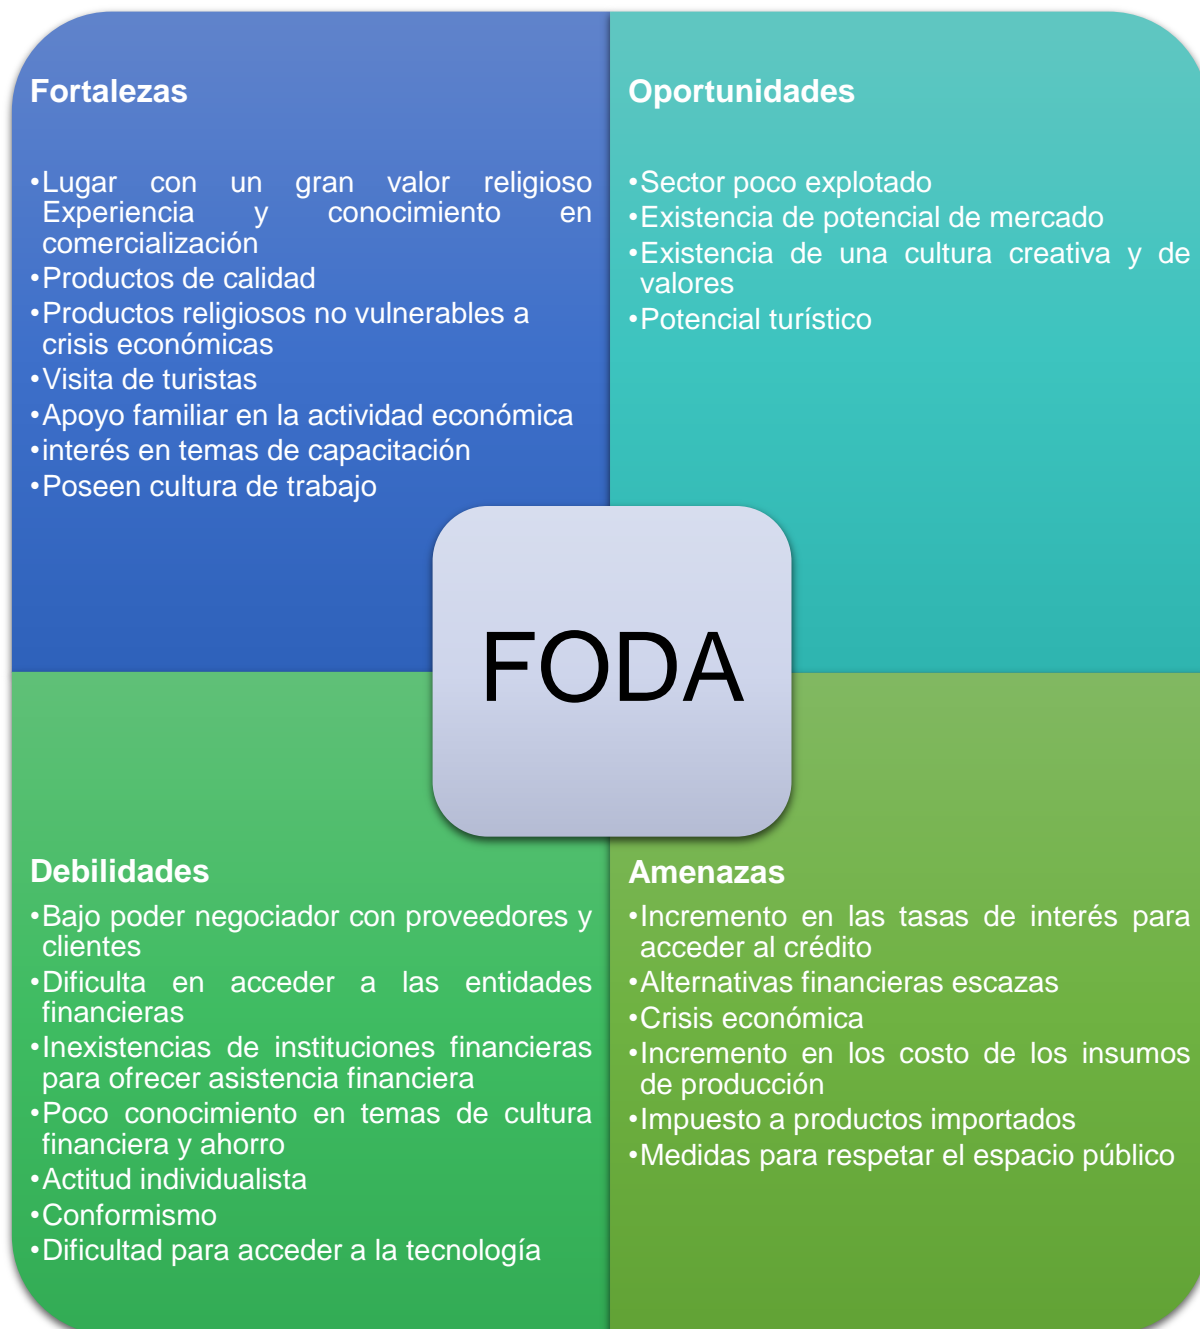 Fortalezas
•Lugar con un gran valor religioso
Experiencia y conocimiento en
comercialización
•Productos de calidad
•Productos religiosos no vulnerables a
crisis económicas
•Visita de turistas
•Apoyo familiar en la actividad económica
•interés en temas de capacitación
•Poseen cultura de trabajo
Oportunidades
•Sector poco explotado
•Existencia de potencial de mercado
•Existencia de una cultura creativa y de
valores
•Potencial turístico
FODA
Debilidades
•Bajo poder negociador con proveedores y
clientes
•Dificulta en acceder a las entidades
financieras
•Inexistencias de instituciones financieras
para ofrecer asistencia financiera
•Poco conocimiento en temas de cultura
financiera y ahorro
•Actitud individualista
•Conformismo
•Dificultad para acceder a la tecnología
Amenazas
•Incremento en las tasas de interés para
acceder al crédito
•Alternativas financieras escazas
•Crisis económica
•Incremento en los costo de los insumos
de producción
•Impuesto a productos importados
•Medidas para respetar el espacio público